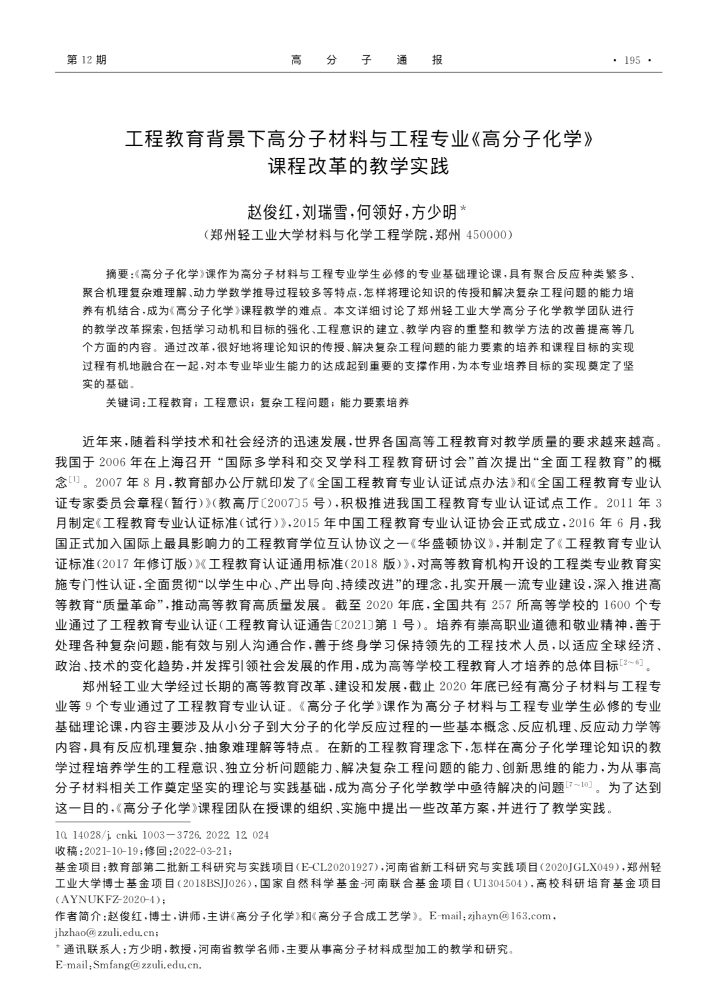 第 12 期 高 分 子 通 报 · 195 ·
工程教育背景下高分子材料与工程专业《高分子化学》
课程改革的教学实践
赵俊红,刘瑞雪,何领好,方少明*
(郑州轻工业大学材料与化学工程学院,郑州 450000)
摘要:《高分子化学》课作为高分子材料与工程专业学生必修的专业基础理论课,具有聚合反应种类繁多、
聚合机理复杂难理解、动力学数学推导过程较多等特点,怎样将理论知识的传授和解决复杂工程问题的能力培
养有机结合,成为《高分子化学》课程教学的难点。本文详细讨论了郑州轻工业大学高分子化学教学团队进行
的教学改革探索,包括学习动机和目标的强化、工程意识的建立、教学内容的重整和教学方法的改善提高等几
个方面的内容。通过改革,很好地将理论知识的传授、解决复杂工程问题的能力要素的培养和课程目标的实现
过程有机地融合在一起,对本专业毕业生能力的达成起到重要的支撑作用,为本专业培养目标的实现奠定了坚
实的基础。
关键词:工程教育;工程意识;复杂工程问题;能力要素培养
近年来,随着科学技术和社会经济的迅速发展,世界各国高等工程教育对教学质量的要求越来越高。
我国于 2006 年在上海召开 “国际多学科和交叉学科工程教育研讨会”首次提出“全面工程教育”的概
念[1]。2007 年 8 月,教育部办公厅就印发了《全国工程教育专业认证试点办法》和《全国工程教育专业认
证专家委员会章程(暂行)》(教高厅〔2007〕5 号),积极推进我国工程教育专业认证试点工作。2011 年 3
月制定《工程教育专业认证标准(试行)》,2015 年中国工程教育专业认证协会正式成立,2016 年 6 月,我
国正式加入国际上最具影响力的工程教育学位互认协议之一《华盛顿协议》,并制定了《工程教育专业认
证标准(2017 年修订版)》《工程教育认证通用标准(2018 版)》,对高等教育机构开设的工程类专业教育实
施专门性认证,全面贯彻“以学生中心、产出导向、持续改进”的理念,扎实开展一流专业建设,深入推进高
等教育“质量革命”,推动高等教育高质量发展。截至 2020 年底,全国共有 257 所高等学校的 1600 个专
业通过了工程教育专业认证(工程教育认证通告〔2021〕第 1 号)。培养有崇高职业道德和敬业精神,善于
处理各种复杂问题,能有效与别人沟通合作,善于终身学习保持领先的工程技术人员,以适应全球经济、
政治、技术的变化趋势,并发挥引领社会发展的作用,成为高等学校工程教育人才培养的总体目标[2~6]。
郑州轻工业大学经过长期的高等教育改革、建设和发展,截止 2020 年底已经有高分子材料与工程专
业等 9 个专业通过了工程教育专业认证。《高分子化学》课作为高分子材料与工程专业学生必修的专业
基础理论课,内容主要涉及从小分子到大分子的化学反应过程的一些基本概念、反应机理、反应动力学等
内容,具有反应机理复杂、抽象难理解等特点。在新的工程教育理念下,怎样在高分子化学理论知识的教
学过程培养学生的工程意识、独立分析问题能力、解决复杂工程问题的能力、创新思维的能力,为从事高
分子材料相关工作奠定坚实的理论与实践基础,成为高分子化学教学中亟待解决的问题[7~10]。为了达到
这一目的,《高分子化学》课程团队在授课的组织、实施中提出一些改革方案,并进行了教学实践。
10. 14028/j. cnki. 1003-3726. 2022. 12. 024
收稿:2021-10-19;修回:2022-03-21;
基金项目:教育部第二批新工科研究与实践项目(E-CL20201927),河南省新工科研究与实践项目(2020JGLX049),郑州轻
工业大学博士基金项目(2018BSJJ026),国家自然科学基金-河南联合基金项目(U1304504),高校科研培育基金项目
(AYNUKFZ-2020-4);
作者简介:赵俊红,博士,讲师,主讲《高分子化学》和《高分子合成工艺学》。E-mail:zjhayn@163.com,
jhzhao@zzuli.edu.cn;
* 通讯联系人:方少明,教授,河南省教学名师,主要从事高分子材料成型加工的教学和研究。
E-mail:Smfang@zzuli.edu.cn.